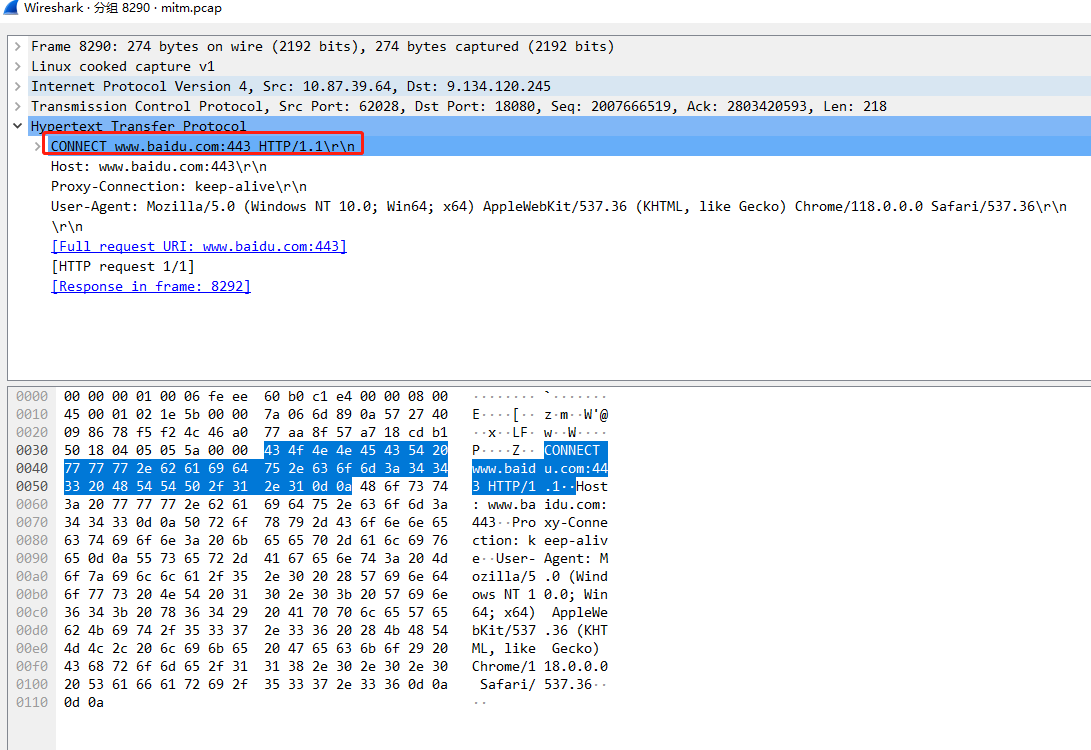 Wireshark · 分组 8290 · mitm.pcap
Frame 8290: 274 bytes on wire (2192 bits), 274 bytes captured (2192 bits)
Linux cooked capture v1
Internet Protocol Version 4, Src: 10.87.39.64, Dst: 9.134.120.245
Transmission Control Protocol, Src Port: 62028, Dst Port: 18080, Seq: 2007666519, Ack: 2803420593, Len: 218
Hypertext Transfer Protocol
CONNECT www.baidu.com:443 HTTP/1.1\r\n
Host: www.baidu.com:443\r\n
Proxy-Connection: keep-alive\r\n
User-Agent: Mozilla/5.0 (Windows NT 10.0; Win64; x64) AppleWebKit/537.36 (KHTML, like Gecko) Chrome/118.0.0.0 Safari/537.36\r\n
\r\n
[Full request URI: www.baidu.com:443]
[HTTP request 1/1]
[Response in frame: 8292]
0000 00 00 00 01 00 06 fe ee 60 b0 c1 e4 00 00 08 00 ········ `·······
0010 45 00 01 02 1e 5b 00 00 7a 06 6d 89 0a 57 27 40 E····[·· z·m··W'@
0020 09 86 78 f5 f2 4c 46 a0 77 aa 8f 57 a7 18 cd b1 ··x··LF· w··W····
0030 50 18 04 05 05 5a 00 00 43 4f 4e 4e 45 43 54 20 P····Z·· CONNECT
0040 77 77 77 2e 62 61 69 64 75 2e 63 6f 6d 3a 34 34 www.baid u.com:44
0050 33 20 48 54 54 50 2f 31 2e 31 0d 0a 48 6f 73 74 3 HTTP/1 .1··Host
0060 3a 20 77 77 77 2e 62 61 69 64 75 2e 63 6f 6d 3a : www.ba idu.com:
0070 34 34 33 0d 0a 50 72 6f 78 79 2d 43 6f 6e 6e 65 443··Pro xy-Conne
0080 63 74 69 6f 6e 3a 20 6b 65 65 70 2d 61 6c 69 76 ction: k eep-aliv
0090 65 0d 0a 55 73 65 72 2d 41 67 65 6e 74 3a 20 4d e··User- Agent: M
00a0 6f 7a 69 6c 6c 61 2f 35 2e 30 20 28 57 69 6e 64 ozilla/5 .0 (Wind
00b0 6f 77 73 20 4e 54 20 31 30 2e 30 3b 20 57 69 6e ows NT 1 0.0; Win
00c0 36 34 3b 20 78 36 34 29 20 41 70 70 6c 65 57 65 64; x64) AppleWe
00d0 62 4b 69 74 2f 35 33 37 2e 33 36 20 28 4b 48 54 bKit/537 .36 (KHT
00e0 4d 4c 2c 20 6c 69 6b 65 20 47 65 63 6b 6f 29 20 ML, like Gecko)
00f0 43 68 72 6f 6d 65 2f 31 31 38 2e 30 2e 30 2e 30 Chrome/1 18.0.0.0
0100 20 53 61 66 61 72 69 2f 35 33 37 2e 33 36 0d 0a Safari/ 537.36··
0110 0d 0a ··